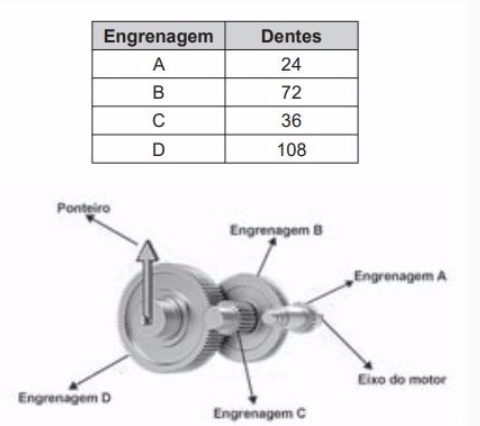 Engrenagem Dentes
A 24
B 72
C 36
D 108
Ponteiro
Engrenagem B
Engrenagem A
Eixo do motor
Engrenagem D
Engrenagem C